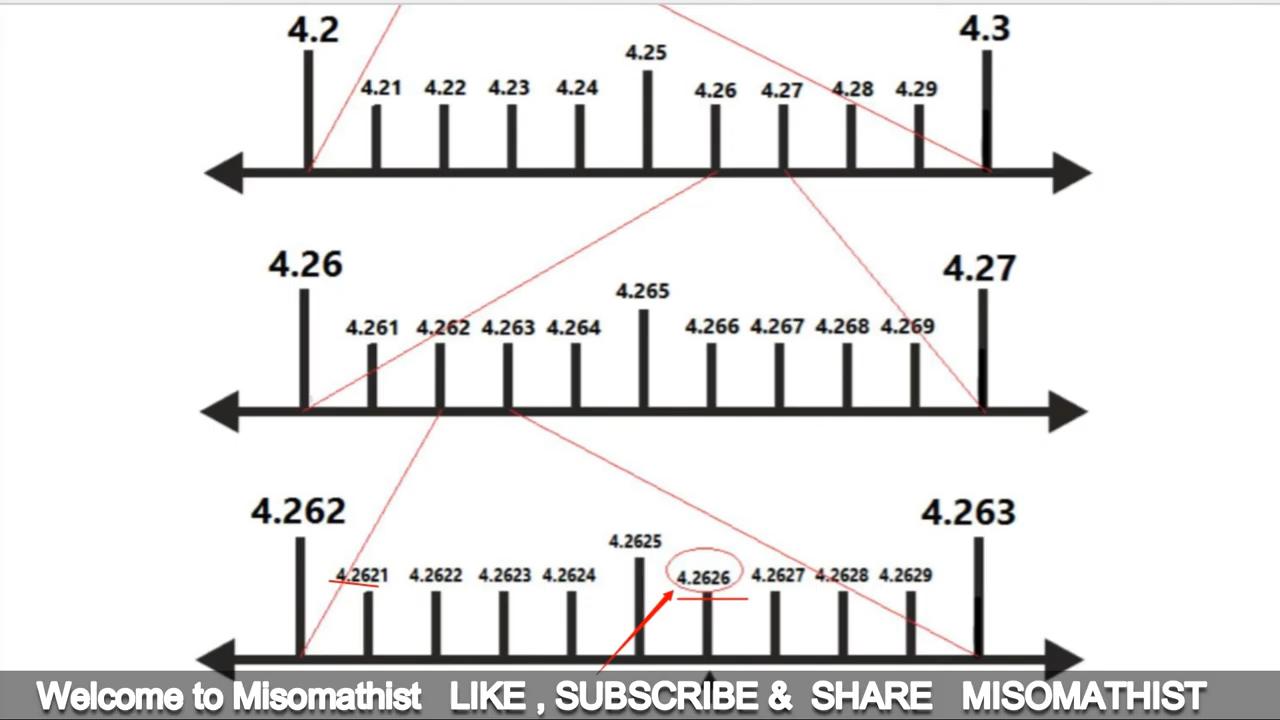 4.2 4.3
4.25
4.21 4.22 4.23 4.24 4.26 4.27 4.28 4.29
4.26 4.27
4.265
4.261 4.262 4.263 4.264 4.266 4.267 4.268 4.269
4.262 4.263
4.2625
4.2621 4.2622 4.2623 4.2624 4.2626 4.2627 4.2628 4.2629
Welcome to Misomathist LIKE , SUBSCRIBE & SHARE MISOMATHIST